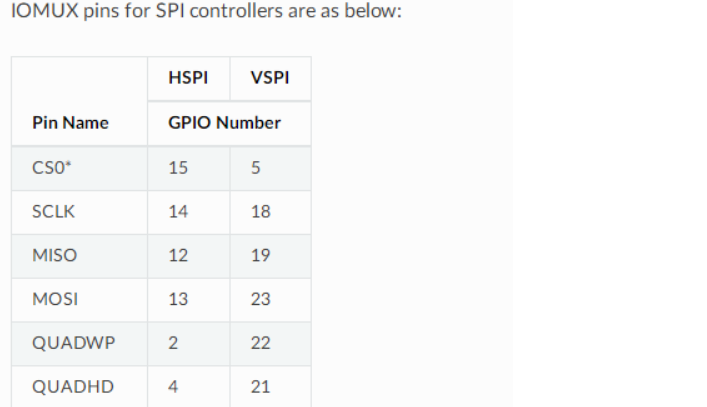 IOMUX pins for SPI controllers are as below:
HSPI VSPI
Pin Name GPIO Number
CS0* 15 5
SCLK 14 18
MISO 12 19
MOSI 13 23
QUADWP 2 22
QUADHD 4 21